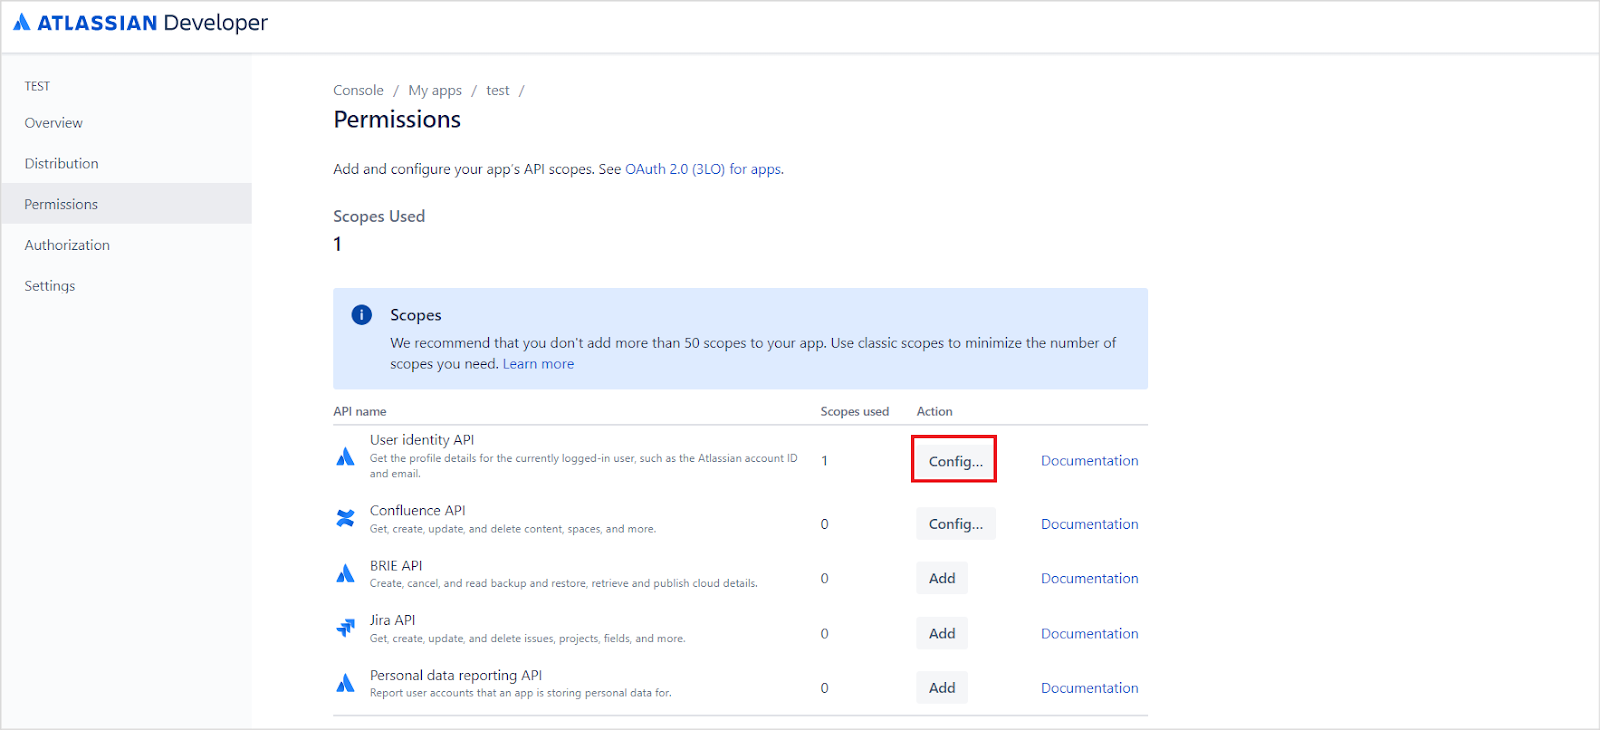 ATLASSIAN Developer
TEST
Overview
Distribution
Permissions
Authorization
Settings
Console / My apps / test /
Permissions
Add and configure your app's API scopes. See OAuth 2.0 (3LO) for apps.
Scopes Used
1
i Scopes
We recommend that you don't add more than 50 scopes to your app. Use classic scopes to minimize the number of
scopes you need. Learn more
API name Scopes used Action
User identity API
Get the profile details for the currently logged-in user, such as the Atlassian account ID
and email.
1 Config... Documentation
Confluence API
Get, create, update, and delete content, spaces, and more.
0 Config... Documentation
BRIE API
Create, cancel, and read backup and restore, retrieve and publish cloud details.
0 Add Documentation
Jira API
Get, create, update, and delete issues, projects, fields, and more.
0 Add Documentation
Personal data reporting API
Report user accounts that an app is storing personal data for.
0 Add Documentation